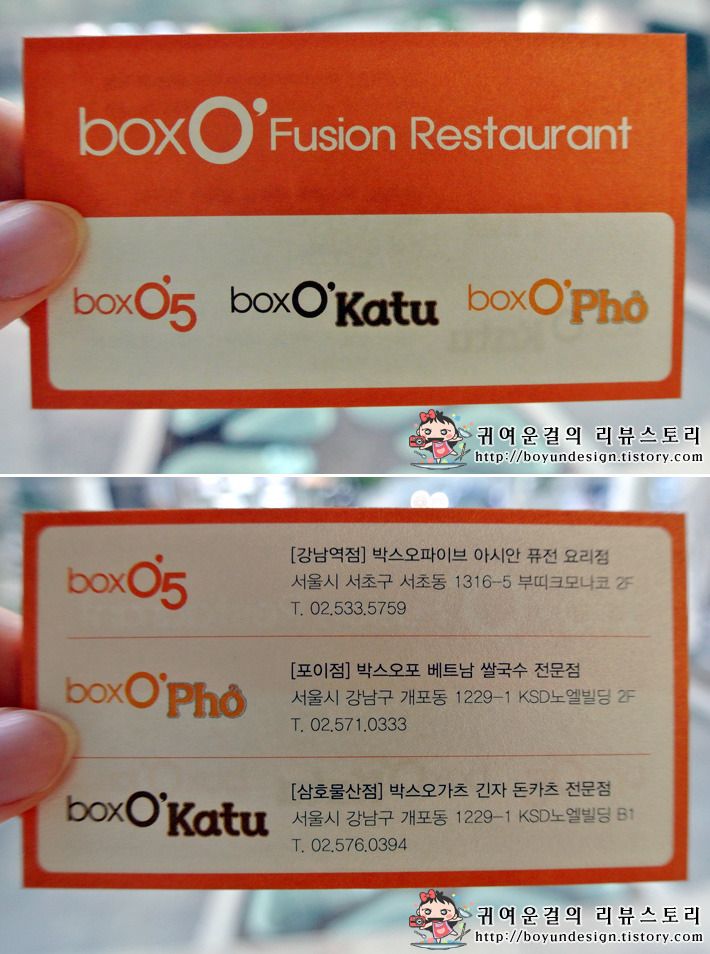 boxO' Fusion Restaurant
boxO'5 boxO'Katu boxO'Phở
귀여운걸의 리뷰스토리
http://boyundesign.tistory.com
boxO'5
[강남역점] 박스오파이브 아시안 퓨전 요리점
서울시 서초구 서초동 1316-5 부띠크모나코 2F
T. 02.533.5759
boxO'Phở
[포이점] 박스오포 베트남 쌀국수 전문점
서울시 강남구 개포동 1229-1 KSD노엘빌딩 2F
T. 02.571.0333
boxO'Katu
[삼호물산점] 박스오가츠 긴자 돈카츠 전문점
서울시 강남구 개포동 1229-1 KSD노엘빌딩 B1
T. 02.576.0394
귀여운걸의 리뷰스토리
http://boyundesign.tistory.com